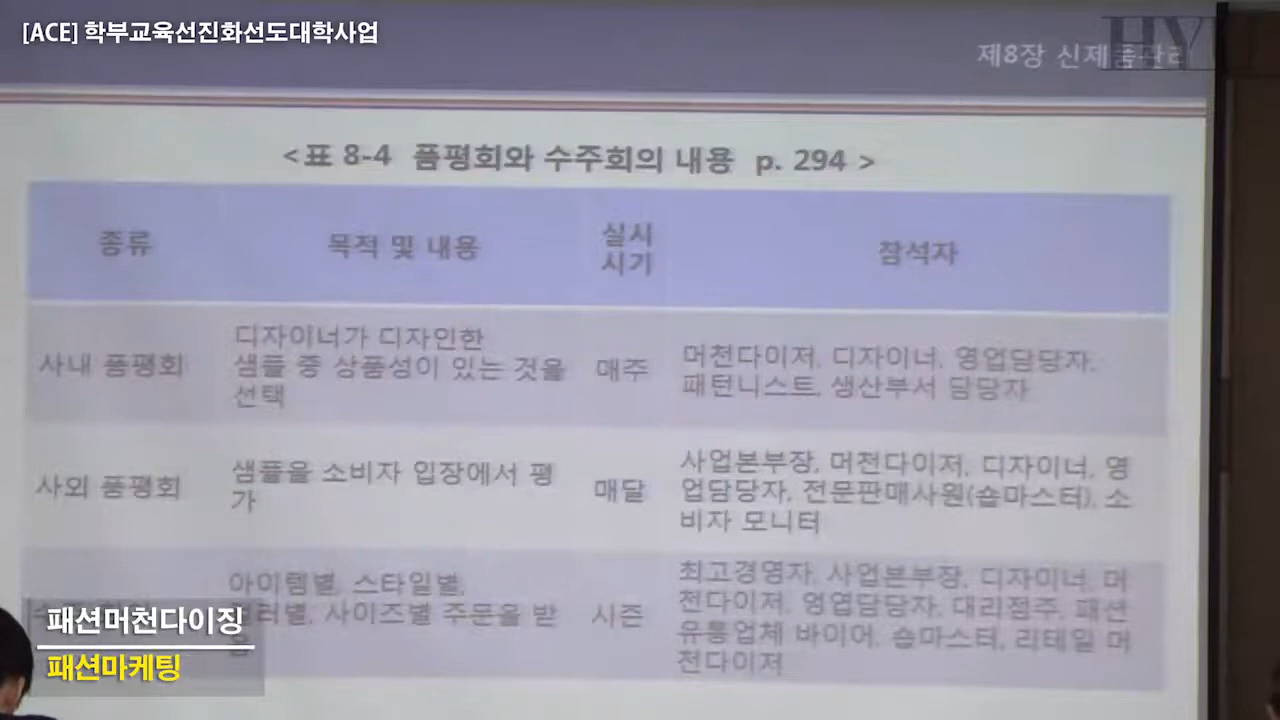 [ACE] 학부교육선진화선도대학사업
제8장 신제품관리
<표 8-4 품평회와 수주회의 내용 p. 294 >
종류
목적 및 내용
실시
시기
참석자
사내 품평회
디자이너가 디자인한
샘플 중 상품성이 있는 것을
선택
매주
머천다이저, 디자이너, 영업담당자,
패턴니스트, 생산부서 담당자
사외 품평회
샘플을 소비자 입장에서 평
가
매달
사업본부장, 머천다이저, 디자이너, 영
업담당자, 전문판매사원(숍마스터), 소
비자 모니터
아이템별, 스타일별,
사이즈별 주문을 받
시즌
최고경영자, 사업본부장, 디자이너, 머
천다이저, 영업담당자, 대리점주, 패션
유통업체 바이어, 숍마스터, 리테일 머
천다이저
패션머천다이징
패션마케팅